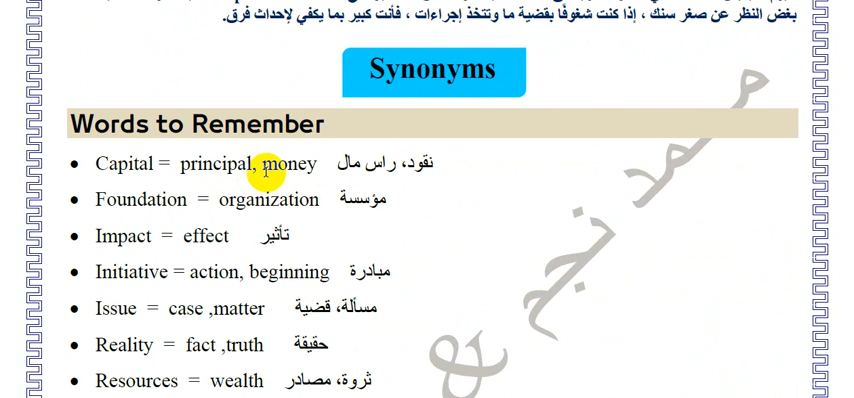 بغض النظر عن صغر سنك ، إذا كنت شغوفًا بقضية ما وتتخذ إجراءات ، فأنت كبير بما يكفي لإحداث فرق.
Synonyms
Words to Remember
• Capital = principal, money نقود، راس مال
• Foundation = organization مؤسسة
• Impact = effect تأثير
• Initiative = action, beginning مبادرة
• Issue = case ,matter مسألة، قضية
• Reality = fact ,truth حقيقة
• Resources = wealth ثروة، مصادر
محمد نجم &